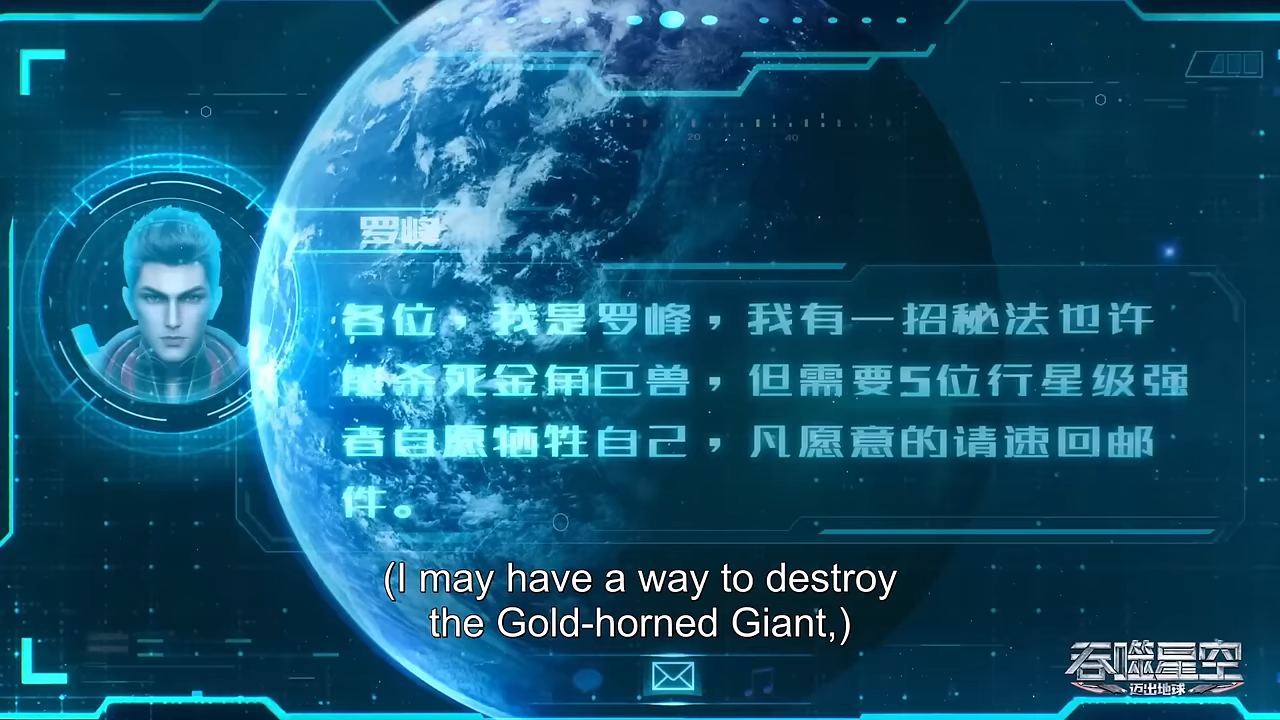 20
40
罗峰
各位，我是罗峰，我有一招秘法也许
能杀死金角巨兽，但需要5位行星级强
者自愿牺牲自己，凡愿意的请速回邮
件。
(I may have a way to destroy
the Gold-horned Giant,)
吞噬星空
迈出地球